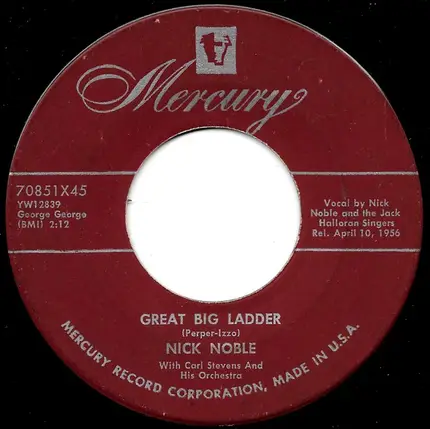 Mercury
70851X45
YW12839
George George
(BMI) 2:12
Vocal by Nick
Noble and the Jack
Halloran Singers
Rel. April 10, 1956
GREAT BIG LADDER
(Perper-Izzo)
NICK NOBLE
With Carl Stevens And
His Orchestra
MERCURY RECORD CORPORATION, MADE IN U.S.A.